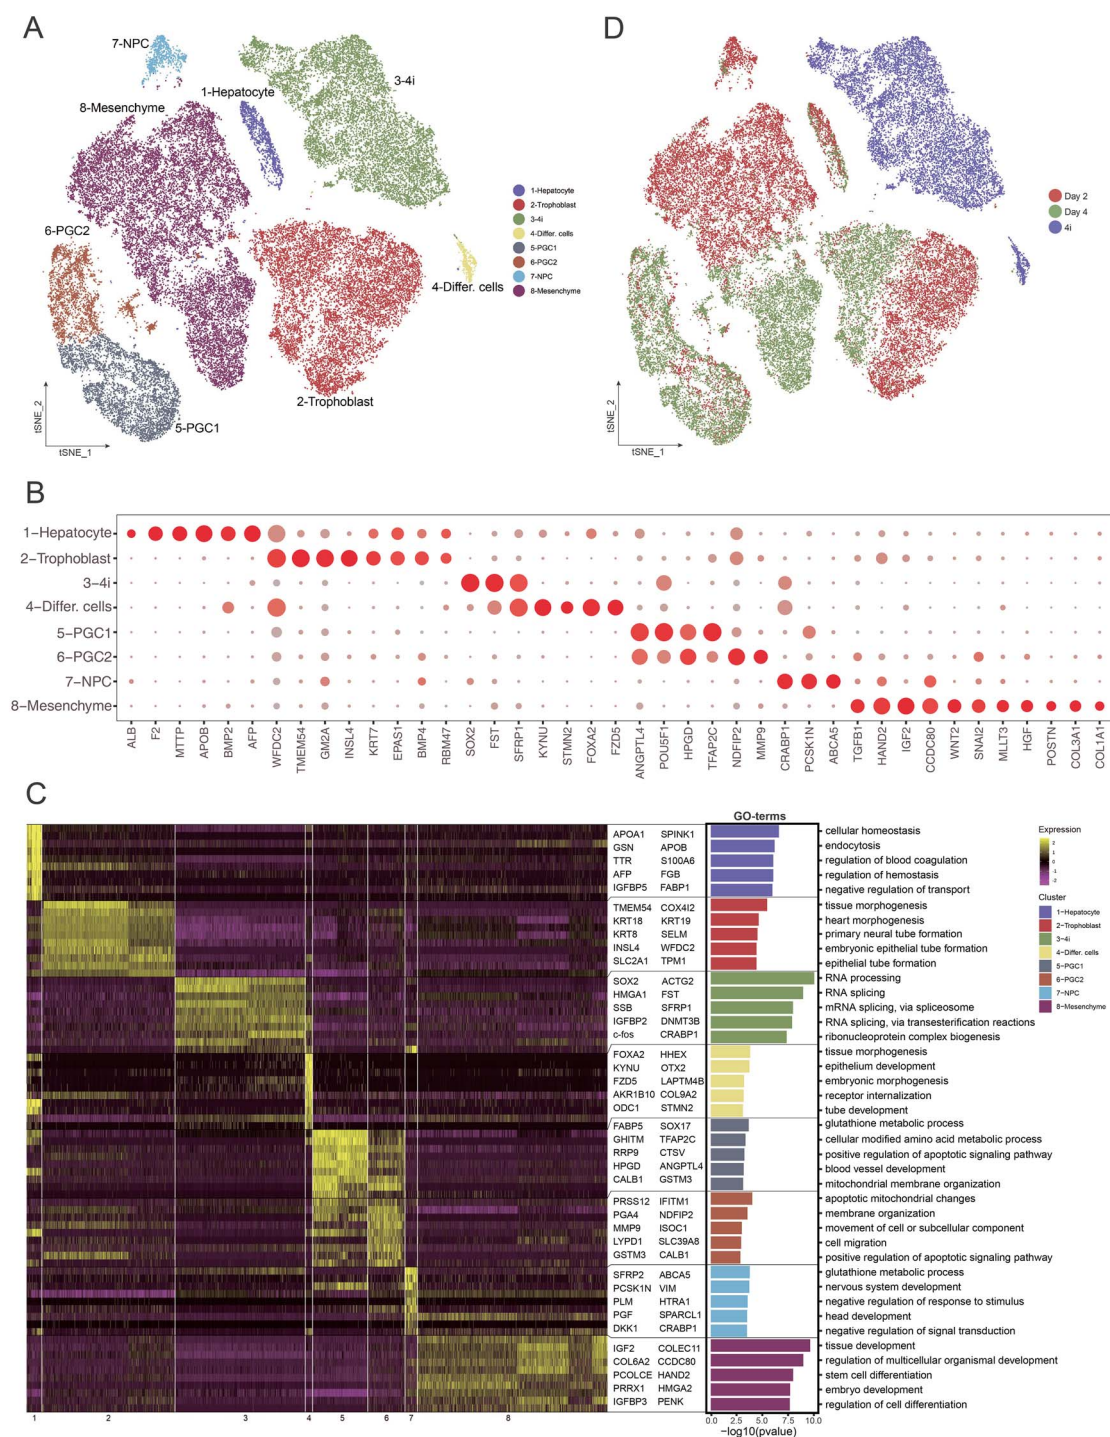 A
7-NPC
8-Mesenchyme
1-Hepatocyte
3-4i
6-PGC2
4-Differ. cells
2-Trophoblast
5-PGC1
tSNE_2
tSNE_1
1-Hepatocyte
2-Trophoblast
3-4i
4-Differ. cells
5-PGC1
6-PGC2
7-NPC
8-Mesenchyme
D
Day 2
Day 4
4i
tSNE_2
tSNE_1
B
1-Hepatocyte
2-Trophoblast
3-4i
4-Differ. cells
5-PGC1
6-PGC2
7-NPC
8-Mesenchyme
ALB F2 MTTP APOB BMP2 AFP WFDC2 TMEM54 GM2A INSL4 KRT7 EPAS1 BMP4 RBM47 SOX2 FST SFRP1 KYNU STMN2 FOXA2 FZD5 ANGPTL4 POU5F1 HPGD TFAP2C NDFIP2 MMP9 CRABP1 PCSK1N ABCA5 TGFB1 HAND2 IGF2 CCDC80 WNT2 SNAI2 MLLT3 HGF POSTN COL3A1 COL1A1
C
APOA1 SPINK1
GSN APOB
TTR S100A6
AFP FGB
IGFBP5 FABP1
TMEM54 COX4I2
KRT18 KRT19
KRT8 SELM
INSL4 WFDC2
SLC2A1 TPM1
SOX2 ACTG2
HMGA1 FST
SSB SFRP1
IGFBP2 DNMT3B
c-fos CRABP1
FOXA2 HHEX
KYNU OTX2
FZD5 LAPTM4B
AKR1B10 COL9A2
ODC1 STMN2
FABP5 SOX17
GHITM TFAP2C
RRP9 CTSV
HPGD ANGPTL4
CALB1 GSTM3
PRSS12 IFITM1
PGA4 NDFIP2
MMP9 ISOC1
LYPD1 SLC39A8
GSTM3 CALB1
SFRP2 ABCA5
PCSK1N VIM
PLM HTRA1
PGF SPARCL1
DKK1 CRABP1
IGF2 COLEC11
COL6A2 CCDC80
PCOLCE HAND2
PRRX1 HMGA2
IGFBP3 PENK
1 2 3 4 5 6 7 8
GO-terms
cellular homeostasis
endocytosis
regulation of blood coagulation
regulation of hemostasis
negative regulation of transport
tissue morphogenesis
heart morphogenesis
primary neural tube formation
embryonic epithelial tube formation
epithelial tube formation
RNA processing
RNA splicing
mRNA splicing, via spliceosome
RNA splicing, via transesterification reactions
ribonucleoprotein complex biogenesis
tissue morphogenesis
epithelium development
embryonic morphogenesis
receptor internalization
tube development
glutathione metabolic process
cellular modified amino acid metabolic process
positive regulation of apoptotic signaling pathway
blood vessel development
mitochondrial membrane organization
apoptotic mitochondrial changes
membrane organization
movement of cell or subcellular component
cell migration
positive regulation of apoptotic signaling pathway
glutathione metabolic process
nervous system development
negative regulation of response to stimulus
head development
negative regulation of signal transduction
tissue development
regulation of multicellular organismal development
stem cell differentiation
embryo development
regulation of cell differentiation
0.0 2.5 5.0 7.5 10.0
−log10(pvalue)
Expression
2
1
0
-1
-2
Cluster
1-Hepatocyte
2-Trophoblast
3-4i
4-Differ. cells
5-PGC1
6-PGC2
7-NPC
8-Mesenchyme